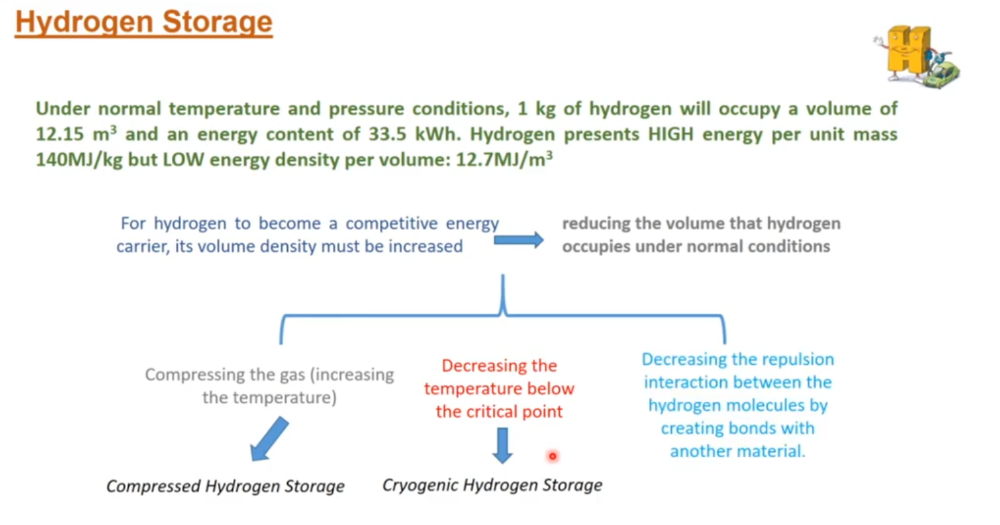 Hydrogen Storage
H
Under normal temperature and pressure conditions, 1 kg of hydrogen will occupy a volume of
12.15 m³ and an energy content of 33.5 kWh. Hydrogen presents HIGH energy per unit mass
140MJ/kg but LOW energy density per volume: 12.7MJ/m³
For hydrogen to become a competitive energy
carrier, its volume density must be increased
reducing the volume that hydrogen
occupies under normal conditions
Compressing the gas (increasing
the temperature)
Compressed Hydrogen Storage
Decreasing the
temperature below
the critical point
Cryogenic Hydrogen Storage
Decreasing the repulsion
interaction between the
hydrogen molecules by
creating bonds with
another material.